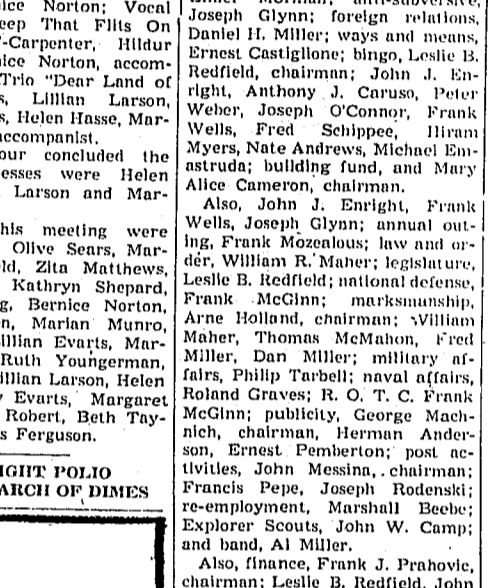 ice Norton; Vocal
eep That Flits On
-Carpenter, Hildur
ice Norton, accom-
Trio "Dear Land of
s, Lillian Larson,
s, Helen Hasse, Mar-
accompanist.
our concluded the
esses were Helen
Larson and Mar-
his meeting were
Olive Sears, Mar-
ld, Zita Matthews,
Kathryn Shepard,
g, Bernice Norton,
n, Marian Munro,
illian Evarts, Mar-
Ruth Youngerman,
illian Larson, Helen
Evarts, Margaret
Robert, Beth Tay-
s Ferguson.
IGHT POLIO
ARCH OF DIMES
Joseph Glynn; foreign relations,
Daniel H. Miller; ways and means,
Ernest Castiglione; bingo, Leslie B.
Redfield, chairman; John J. En-
right, Anthony J. Caruso, Peter
Weber, Joseph O'Connor, Frank
Wells, Fred Schippee, Hiram
Myers, Nate Andrews, Michael Em-
astruda; building fund, and Mary
Alice Cameron, chairman.
Also, John J. Enright, Frank
Wells, Joseph Glynn; annual out-
ing, Frank Mozealous; law and or-
der, William R. Maher; legislature,
Leslie B. Redfield; national defense,
Frank McGinn; marksmanship,
Arne Holland, chairman; William
Maher, Thomas McMahon, Fred
Miller, Dan Miller; military af-
fairs, Philip Tarbell; naval affairs,
Roland Graves; R. O. T. C. Frank
McGinn; publicity, George Mach-
nich, chairman, Herman Ander-
son, Ernest Pemberton; post ac-
tivities, John Messina, chairman;
Francis Pepe, Joseph Rodenski;
re-employment, Marshall Beebe;
Explorer Scouts, John W. Camp;
and band, Al Miller.
Also, finance, Frank J. Prahovic,
chairman; Leslie B. Redfield, John